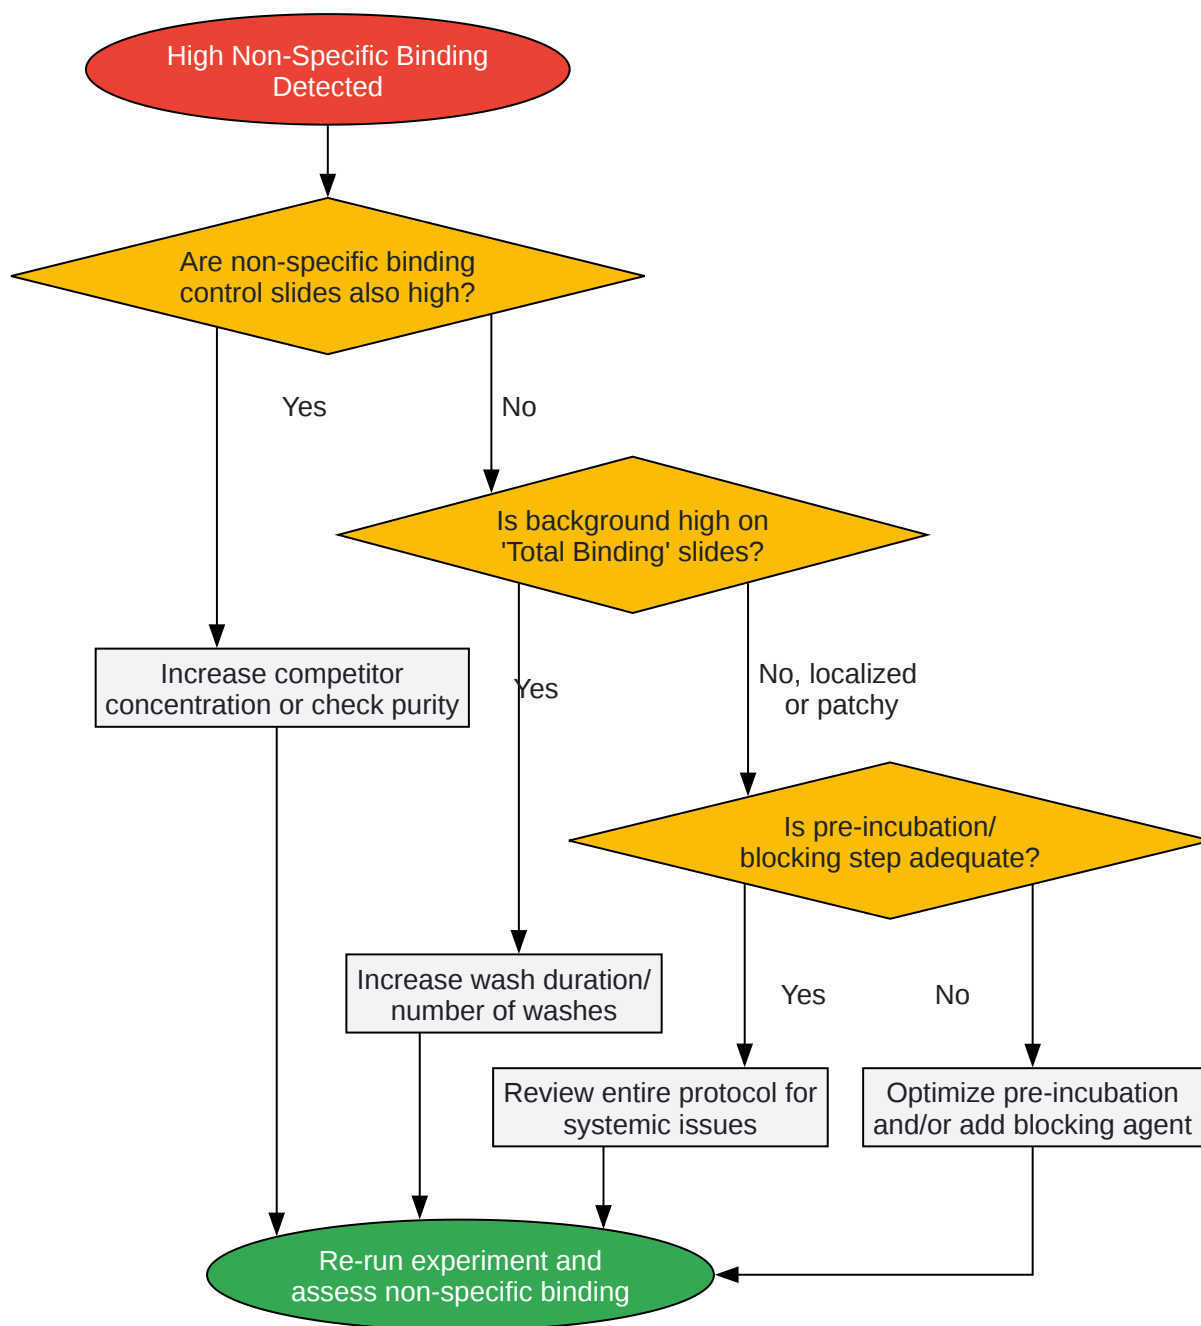 High Non-Specific Binding
Detected
Are non-specific binding
control slides also high?
Yes
No
Is background high on
'Total Binding' slides?
Increase competitor
concentration or check purity
Yes
No, localized
or patchy
Is pre-incubation/
blocking step adequate?
Increase wash duration/
number of washes
Yes
No
Review entire protocol for
systemic issues
Optimize pre-incubation
and/or add blocking agent
Re-run experiment and
assess non-specific binding